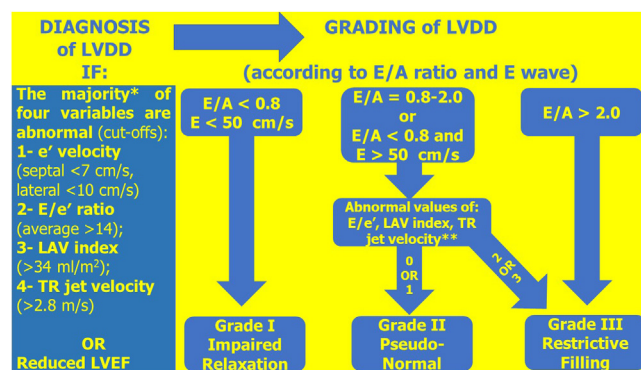 DIAGNOSIS
of LVDD
IF:
GRADING of LVDD
(according to E/A ratio and E wave)
The majority* of
four variables are
abnormal (cut-offs):
1- e’ velocity
(septal <7 cm/s,
lateral <10 cm/s)
2- E/e’ ratio
(average >14);
3- LAV index
(>34 ml/m²);
4- TR jet velocity
(>2.8 m/s)
OR
Reduced LVEF
E/A < 0.8
E < 50 cm/s
E/A = 0.8-2.0
or
E/A < 0.8 and
E > 50 cm/s
E/A > 2.0
Abnormal values of:
E/e’, LAV index, TR
jet velocity**
0
OR
1
2
OR
3
Grade I
Impaired
Relaxation
Grade II
Pseudo-
Normal
Grade III
Restrictive
Filling